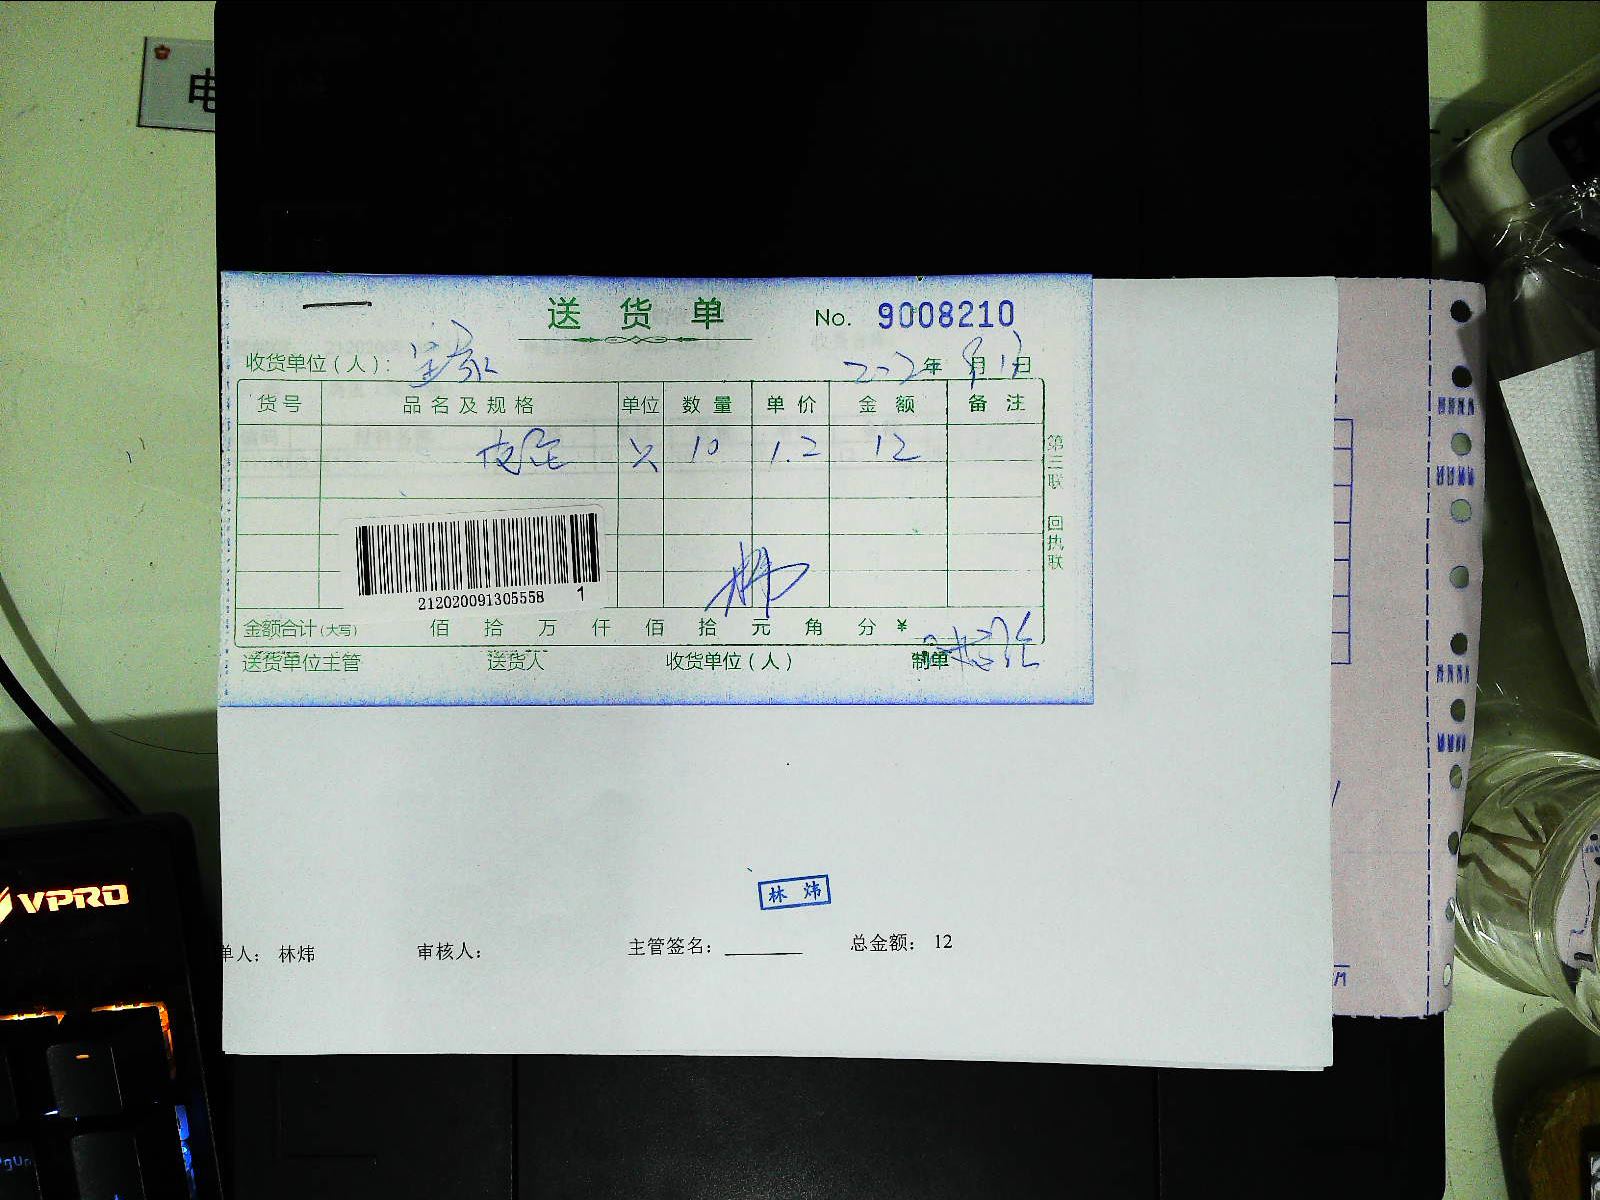 电
送货单 No. 9008210
收货单位(人): 年 月 日
货号 品名及规格 单位 数量 单价 金额 备注
只 10 1.2 12
第三联 回执联
212020091305558 1
金额合计(大写) 佰 拾 万 仟 佰 拾 元 角 分 ¥
送货单位主管 送货人 收货单位(人) 制单
林炜
单人: 林炜 审核人: 主管签名: 总金额: 12
VPRO
PgUp